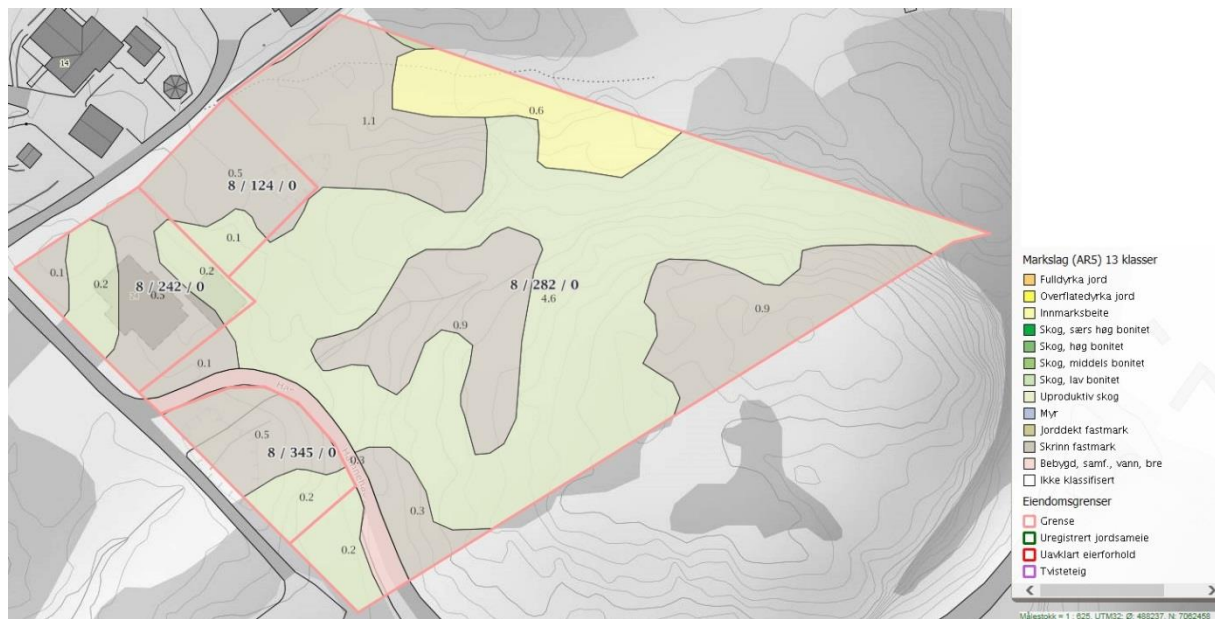 14
0.6
1.1
0.5
8 / 124 / 0
0.1
0.1
0.2
0.2
8 / 242 / 0
0.5
8 / 282 / 0
4.6
0.9
0.9
0.1
0.5
8 / 345 / 0
0.3
0.2
0.3
0.2
Markslag (AR5) 13 klasser
Fulldyrka jord
Overflatedyrka jord
Innmarksbeite
Skog, særs høg bonitet
Skog, høg bonitet
Skog, middels bonitet
Skog, lav bonitet
Uproduktiv skog
Myr
Jorddekt fastmark
Skrinn fastmark
Bebygd, samf., vann, bre
Ikke klassifisert
Eiendomsgrenser
Grense
Uregistrert jordsameie
Uavklart eierforhold
Tvisteteig
Målestokk = 1 : 625, UTM32: Ø: 488237, N: 7062458